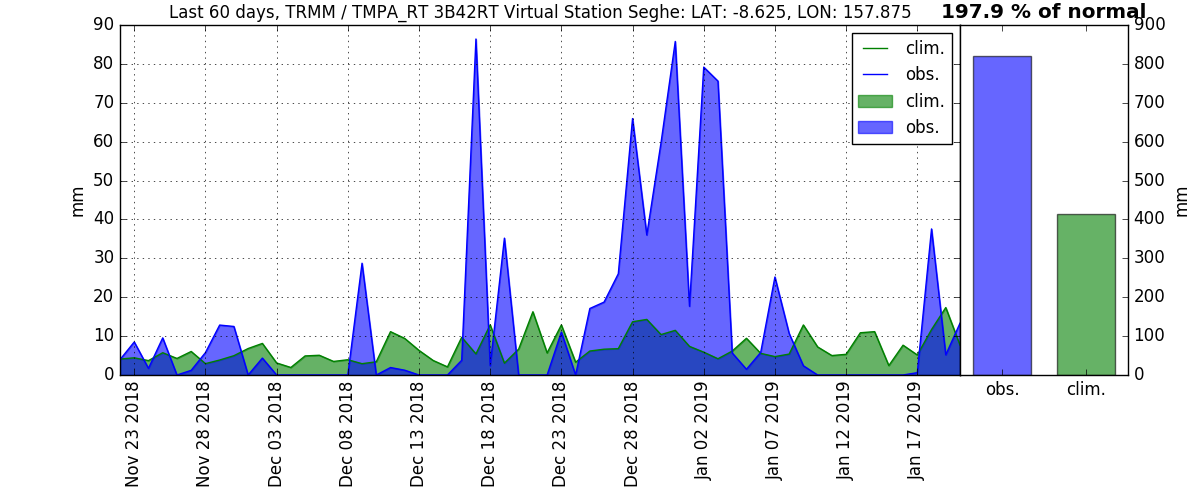 Last 60 days, TRMM / TMPA_RT 3B42RT Virtual Station Seghe: LAT: -8.625, LON: 157.875
197.9 % of normal
90
80
70
60
50
40
30
20
10
0
mm
clim.
obs.
clim.
obs.
900
800
700
600
500
400
300
200
100
0
mm
Nov 23 2018
Nov 28 2018
Dec 03 2018
Dec 08 2018
Dec 13 2018
Dec 18 2018
Dec 23 2018
Dec 28 2018
Jan 02 2019
Jan 07 2019
Jan 12 2019
Jan 17 2019
obs.
clim.